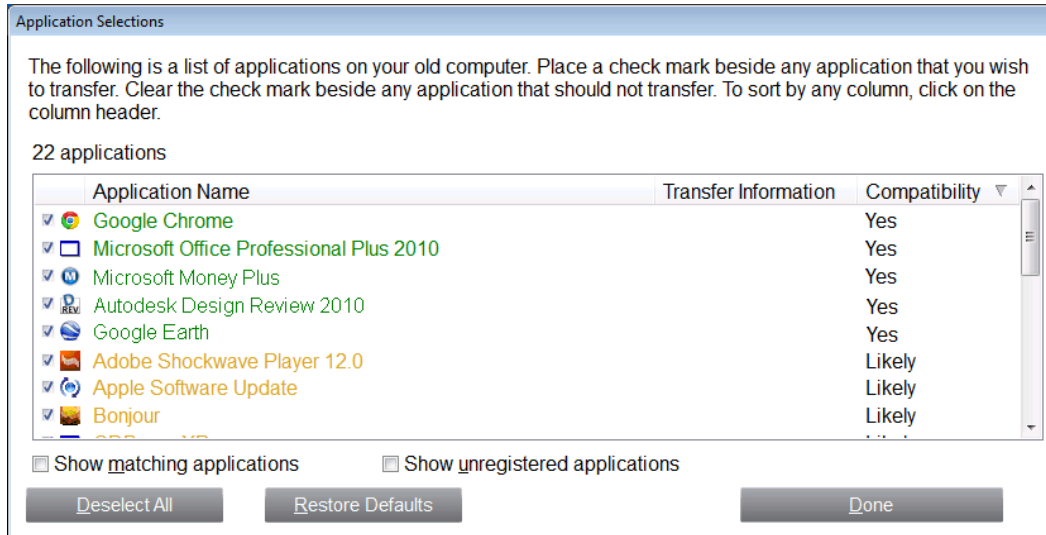 Application Selections
The following is a list of applications on your old computer. Place a check mark beside any application that you wish
to transfer. Clear the check mark beside any application that should not transfer. To sort by any column, click on the
column header.
22 applications
Application Name Transfer Information Compatibility
Google Chrome Yes
Microsoft Office Professional Plus 2010 Yes
Microsoft Money Plus Yes
D REV Autodesk Design Review 2010 Yes
Google Earth Yes
Adobe Shockwave Player 12.0 Likely
Apple Software Update Likely
Bonjour Likely
Show matching applications Show unregistered applications
Deselect All Restore Defaults Done